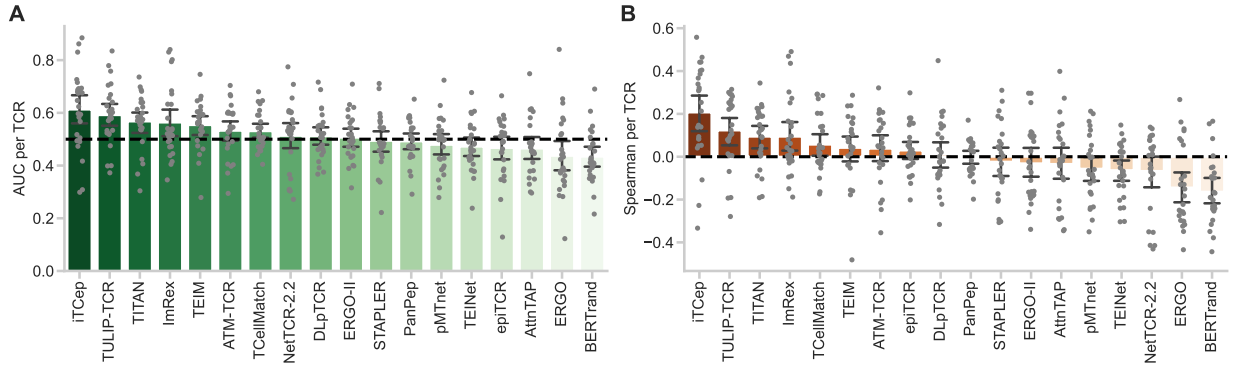 A
AUC per TCR
0.8
0.6
0.4
0.2
0.0
iTCep
TULIP-TCR
TITAN
ImRex
TEIM
ATM-TCR
TCellMatch
NetTCR-2.2
DLpTCR
ERGO-II
STAPLER
PanPep
pMTnet
TEINet
epiTCR
AttnTAP
ERGO
BERTrand
B
Spearman per TCR
0.6
0.4
0.2
0.0
−0.2
−0.4
iTCep
TULIP-TCR
TITAN
ImRex
TCellMatch
TEIM
ATM-TCR
epiTCR
DLpTCR
PanPep
STAPLER
ERGO-II
AttnTAP
pMTnet
TEINet
NetTCR-2.2
ERGO
BERTrand